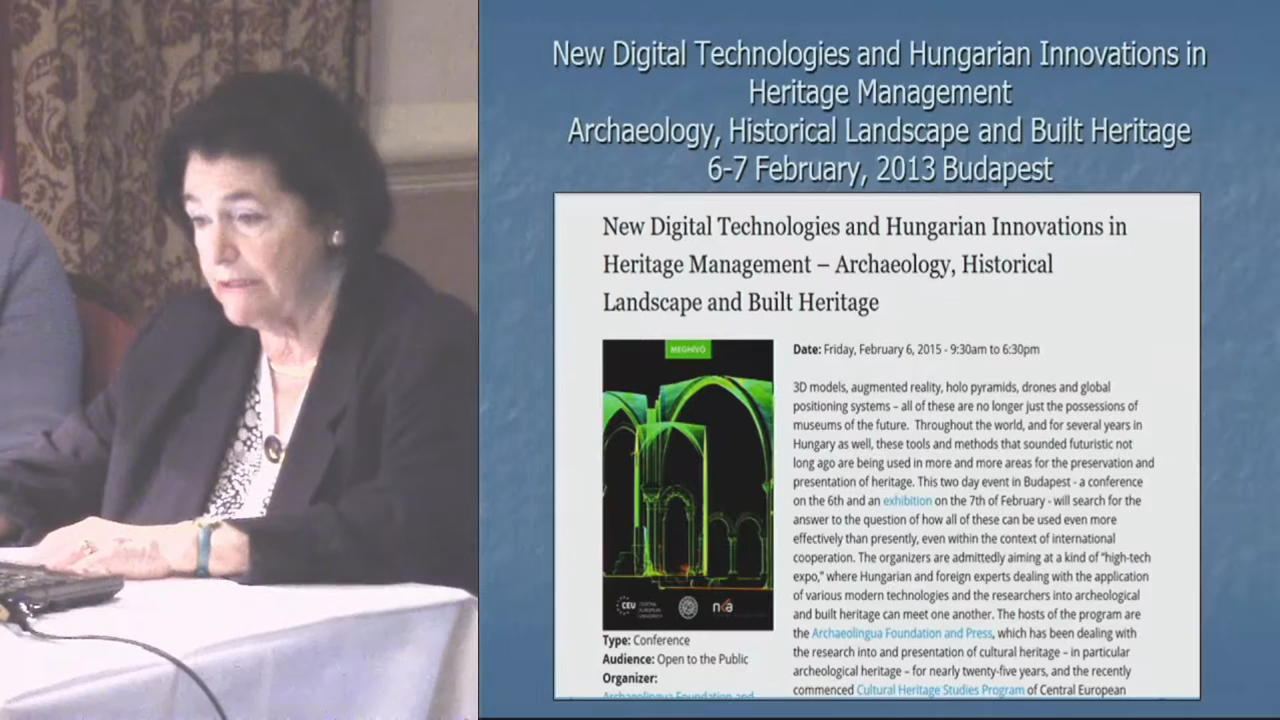 New Digital Technologies and Hungarian Innovations in
Heritage Management
Archaeology, Historical Landscape and Built Heritage
6-7 February, 2013 Budapest
New Digital Technologies and Hungarian Innovations in
Heritage Management – Archaeology, Historical
Landscape and Built Heritage
MEGHÍVÓ
CEU
CENTRAL
EUROPEAN
UNIVERSITY
nka
Type: Conference
Audience: Open to the Public
Organizer:
Archaeolingua Foundation and
Date: Friday, February 6, 2015 - 9:30am to 6:30pm
3D models, augmented reality, holo pyramids, drones and global
positioning systems – all of these are no longer just the possessions of
museums of the future. Throughout the world, and for several years in
Hungary as well, these tools and methods that sounded futuristic not
long ago are being used in more and more areas for the preservation and
presentation of heritage. This two day event in Budapest - a conference
on the 6th and an exhibition on the 7th of February - will search for the
answer to the question of how all of these can be used even more
effectively than presently, even within the context of international
cooperation. The organizers are admittedly aiming at a kind of “high-tech
expo,” where Hungarian and foreign experts dealing with the application
of various modern technologies and the researchers into archeological
and built heritage can meet one another. The hosts of the program are
the Archaeolingua Foundation and Press, which has been dealing with
the research into and presentation of cultural heritage – in particular
archeological heritage – for nearly twenty-five years, and the recently
commenced Cultural Heritage Studies Program of Central European